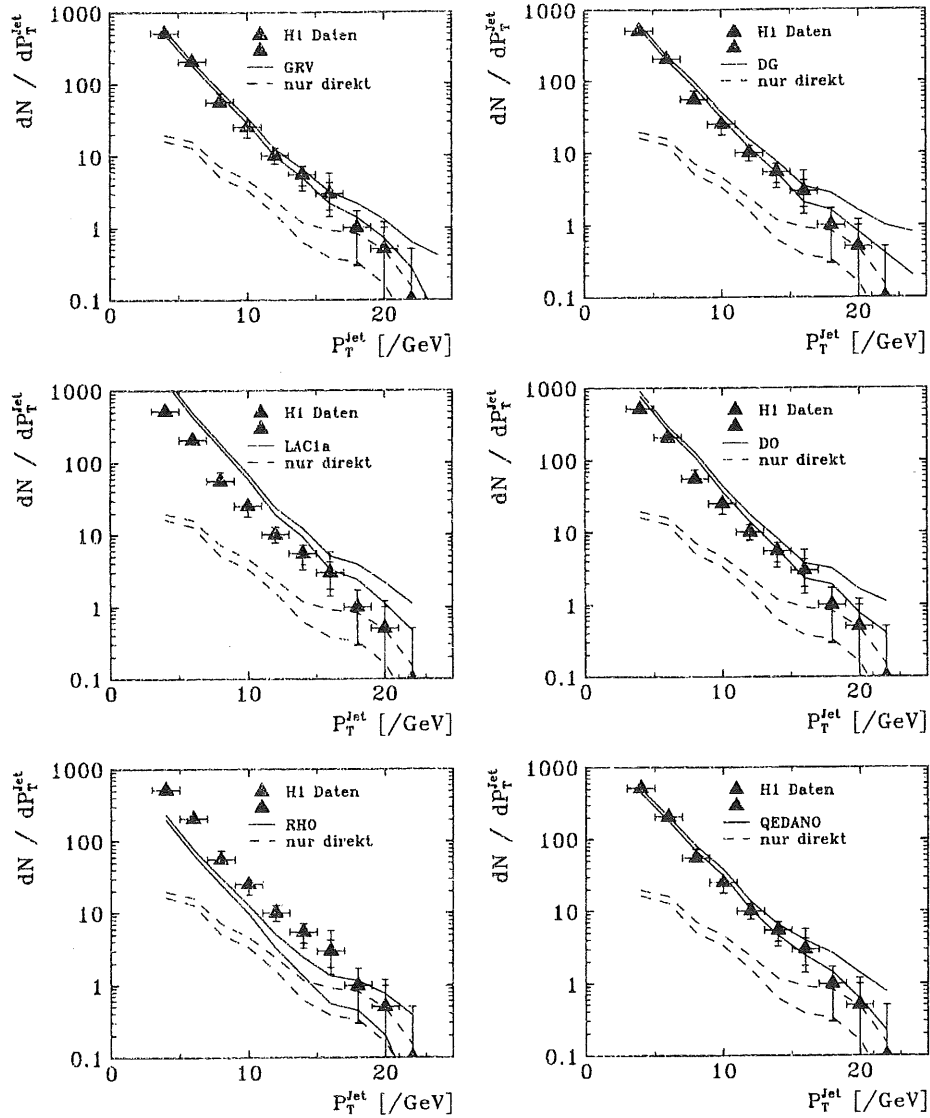 dN / dP_T^Jet
1000
100
10
1
0.1
H1 Daten
GRV
nur direkt
0
10
20
P_T^Jet [/GeV]
dN / dP_T^Jet
1000
100
10
1
0.1
H1 Daten
DG
nur direkt
0
10
20
P_T^Jet [/GeV]
dN / dP_T^Jet
1000
100
10
1
0.1
H1 Daten
LAC1a
nur direkt
0
10
20
P_T^Jet [/GeV]
dN / dP_T^Jet
1000
100
10
1
0.1
H1 Daten
DO
nur direkt
0
10
20
P_T^Jet [/GeV]
dN / dP_T^Jet
1000
100
10
1
0.1
H1 Daten
RHO
nur direkt
0
10
20
P_T^Jet [/GeV]
dN / dP_T^Jet
1000
100
10
1
0.1
H1 Daten
QEDANO
nur direkt
0
10
20
P_T^Jet [/GeV]